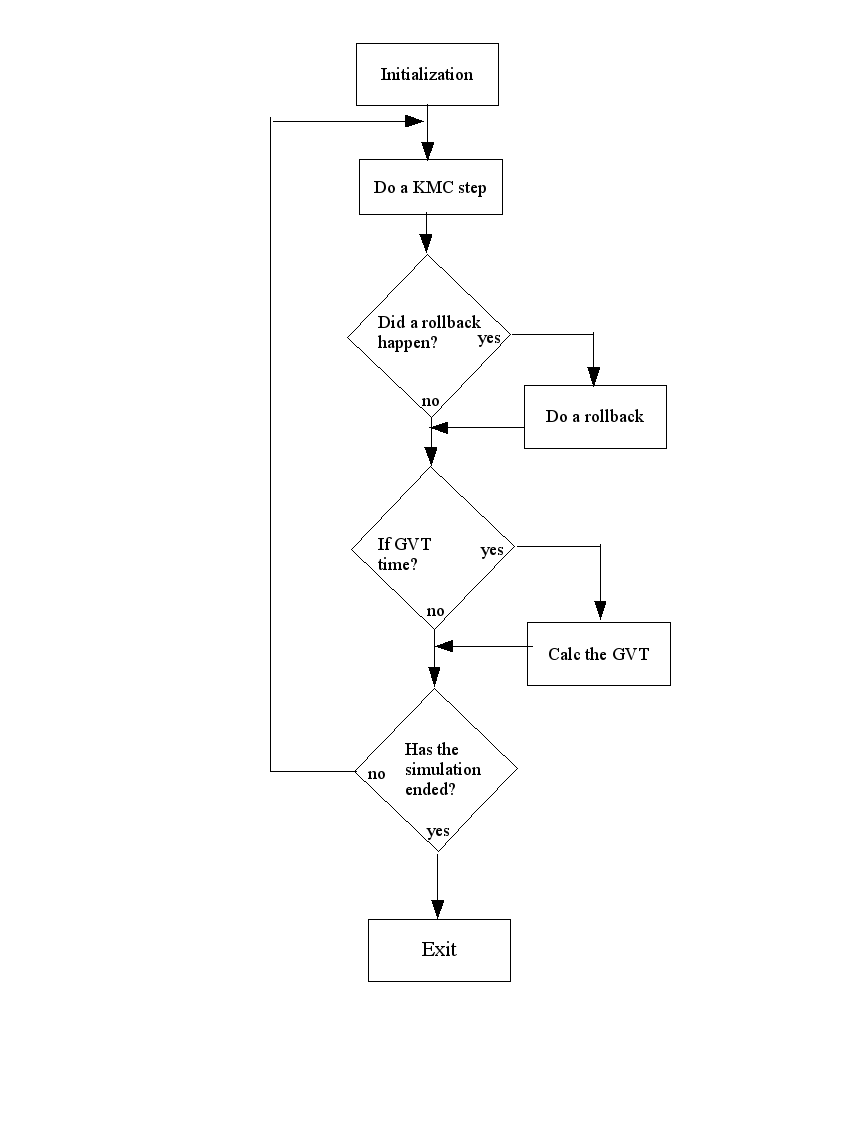 Initialization
Do a KMC step
Did a rollback
happen?
yes
no
Do a rollback
If GVT
time?
yes
no
Calc the GVT
Has the
simulation
ended?
no
yes
Exit